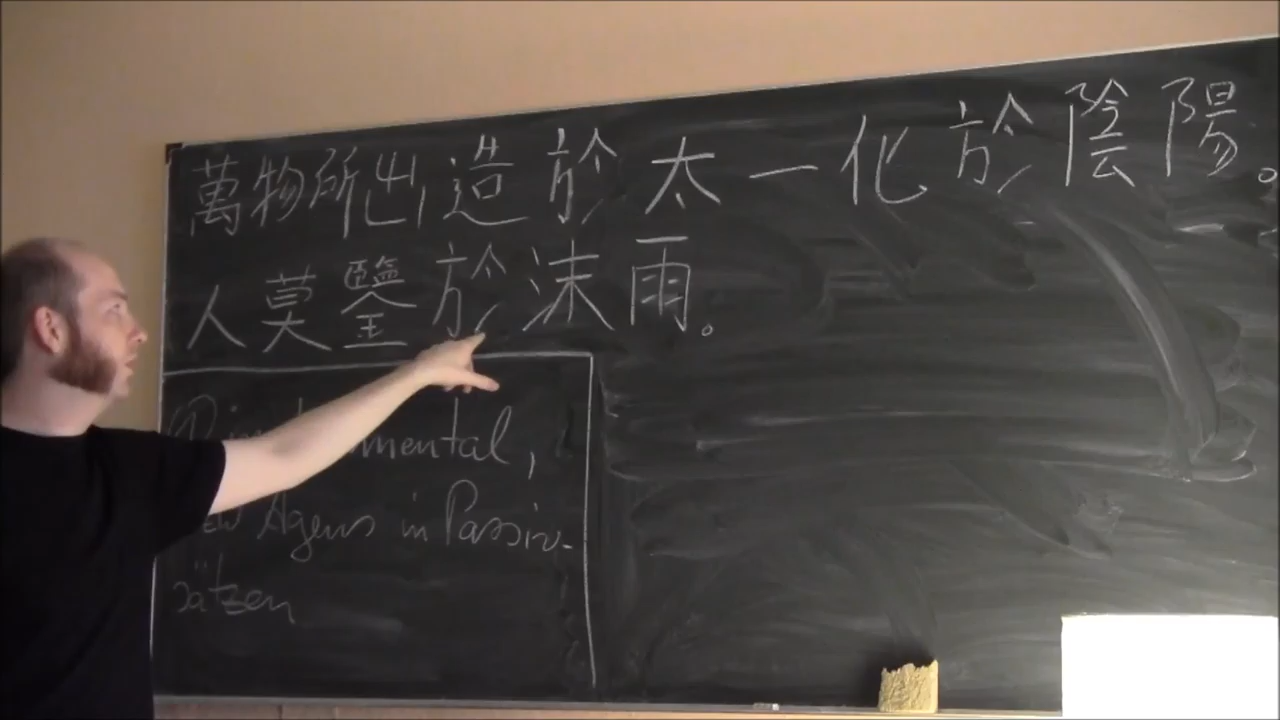 萬物所出,造於太一化於陰陽。
人莫鑒於沫雨。
mental,
Agens in Passiv-
sätzen